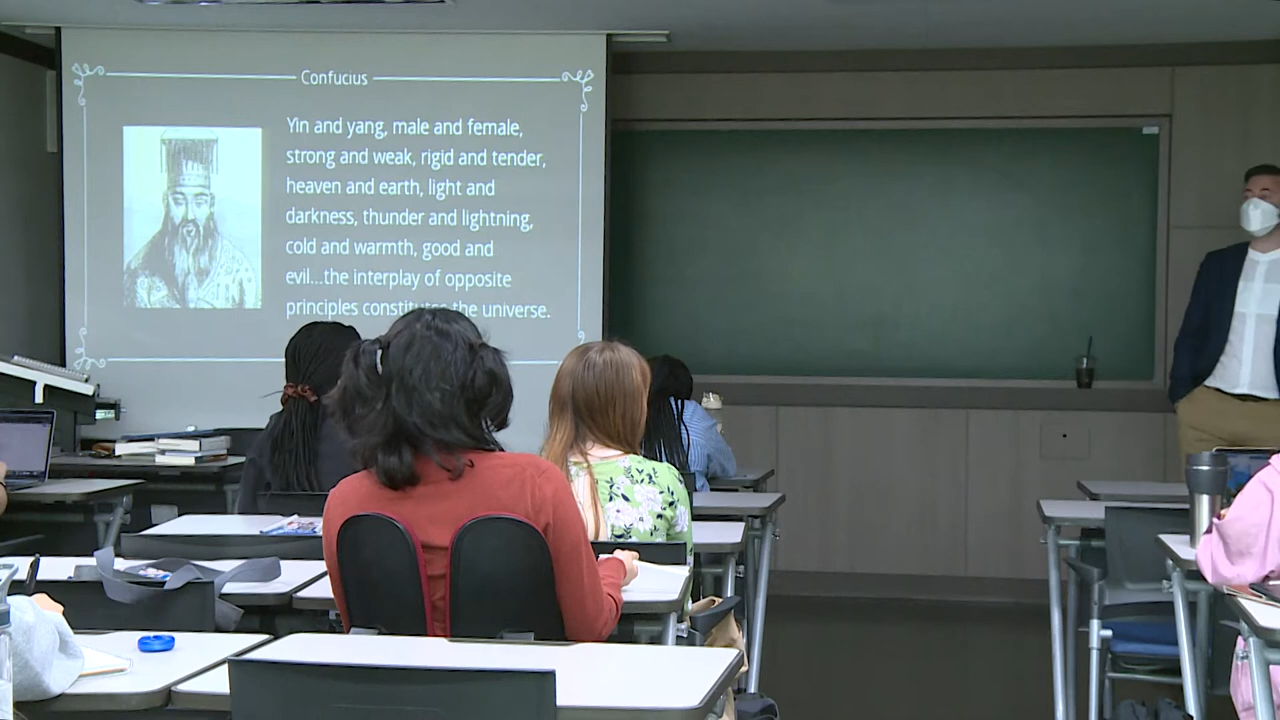 Confucius
Yin and yang, male and female,
strong and weak, rigid and tender,
heaven and earth, light and
darkness, thunder and lightning,
cold and warmth, good and
evil...the interplay of opposite
principles constitutes the universe.